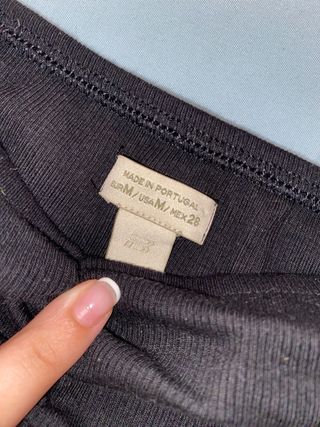 MADE IN PORTUGAL
EUR M / USA M / MEX 28